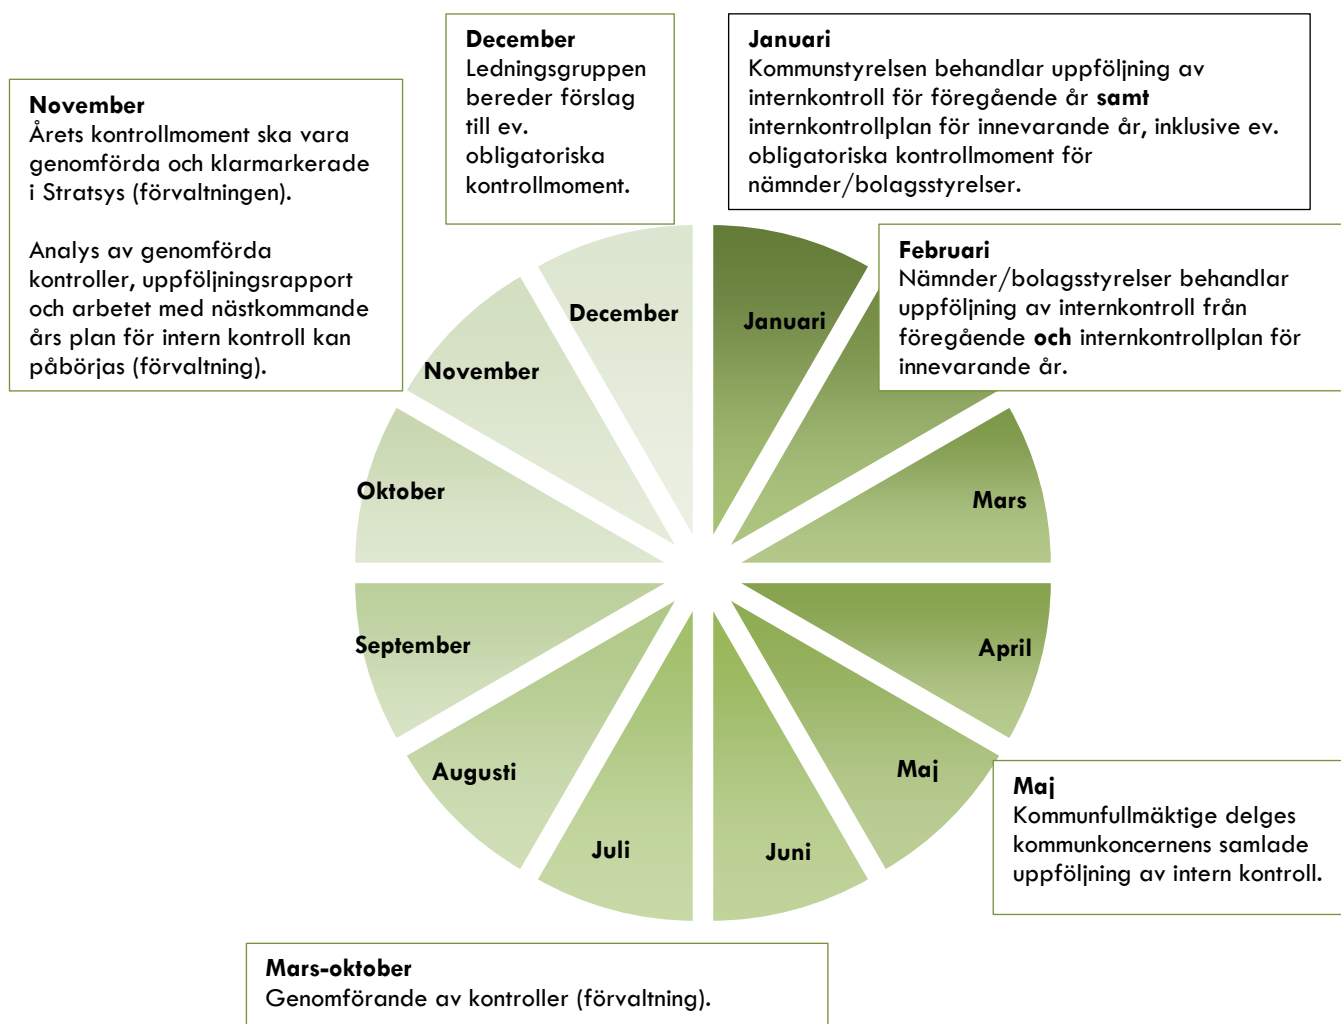 December
Ledningsgruppen
bereder förslag
till ev.
obligatoriska
kontrollmoment.
Januari
Kommunstyrelsen behandlar uppföljning av
internkontroll för föregående år samt
internkontrollplan för innevarande år, inklusive ev.
obligatoriska kontrollmoment för
nämnder/bolagsstyrelser.
November
Årets kontrollmoment ska vara
genomförda och klarmarkerade
i Stratsys (förvaltningen).
Analys av genomförda
kontroller, uppföljningsrapport
och arbetet med nästkommande
års plan för intern kontroll kan
påbörjas (förvaltning).
Februari
Nämnder/bolagsstyrelser behandlar
uppföljning av internkontroll från
föregående och internkontrollplan för
innevarande år.
December
Januari
November
Oktober
Mars
September
April
Augusti
Maj
Juli
Juni
Maj
Kommunfullmäktige delges
kommunkoncernens samlade
uppföljning av intern kontroll.
Mars-oktober
Genomförande av kontroller (förvaltning).